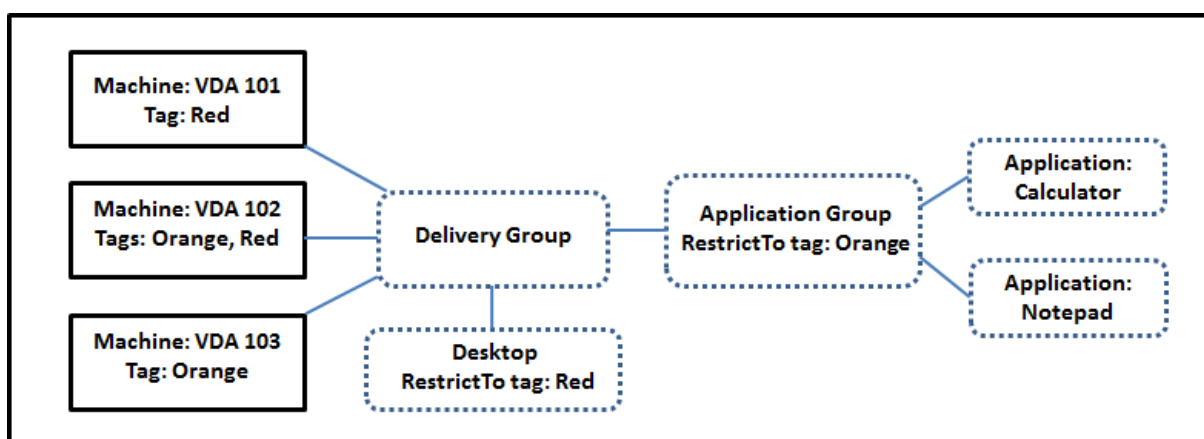 Machine: VDA 101
Tag: Red
Machine: VDA 102
Tags: Orange, Red
Machine: VDA 103
Tag: Orange
Delivery Group
Desktop
RestrictTo tag: Red
Application Group
RestrictTo tag: Orange
Application:
Calculator
Application:
Notepad